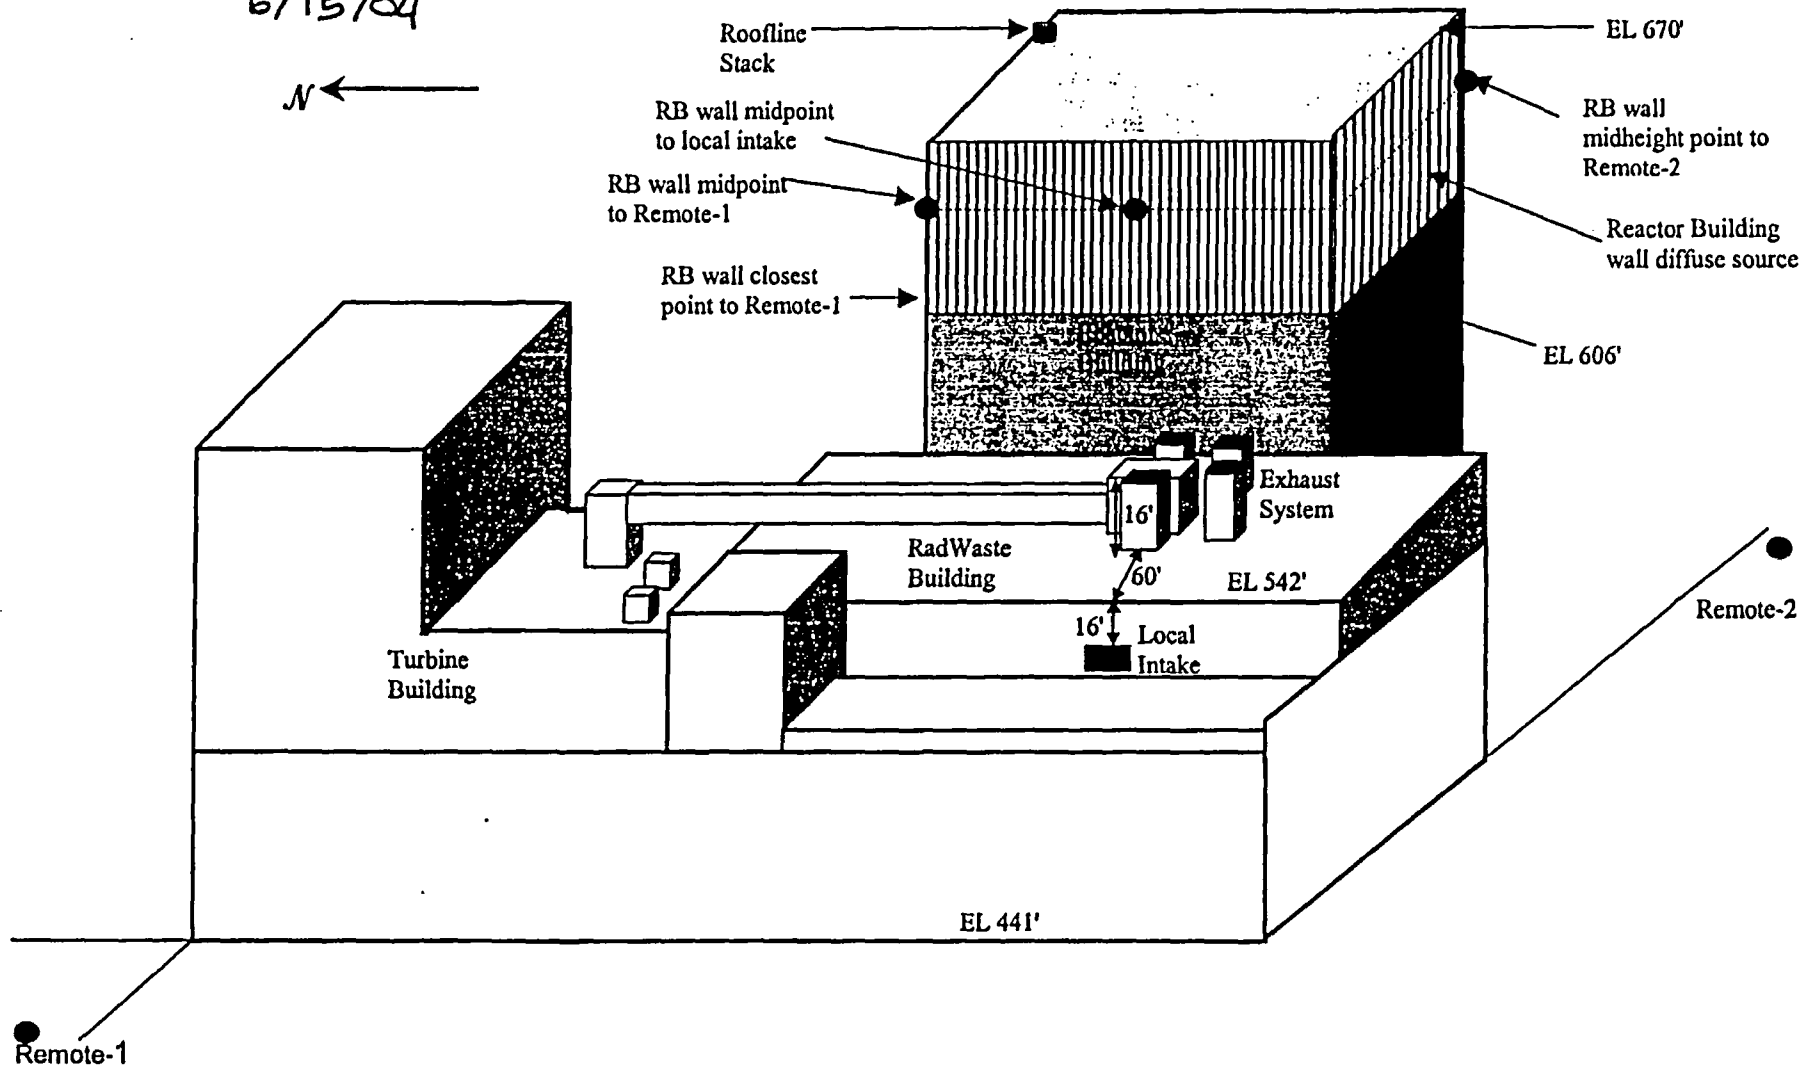 6/15/04
N
Roofline
Stack
EL 670'
RB wall midpoint
to local intake
RB wall
midheight point to
Remote-2
RB wall midpoint
to Remote-1
Reactor Building
wall diffuse source
RB wall closest
point to Remote-1
Building
EL 606'
Exhaust
System
16'
RadWaste
Building
60'
EL 542'
Remote-2
16'
Local
Intake
Turbine
Building
EL 441'
Remote-1